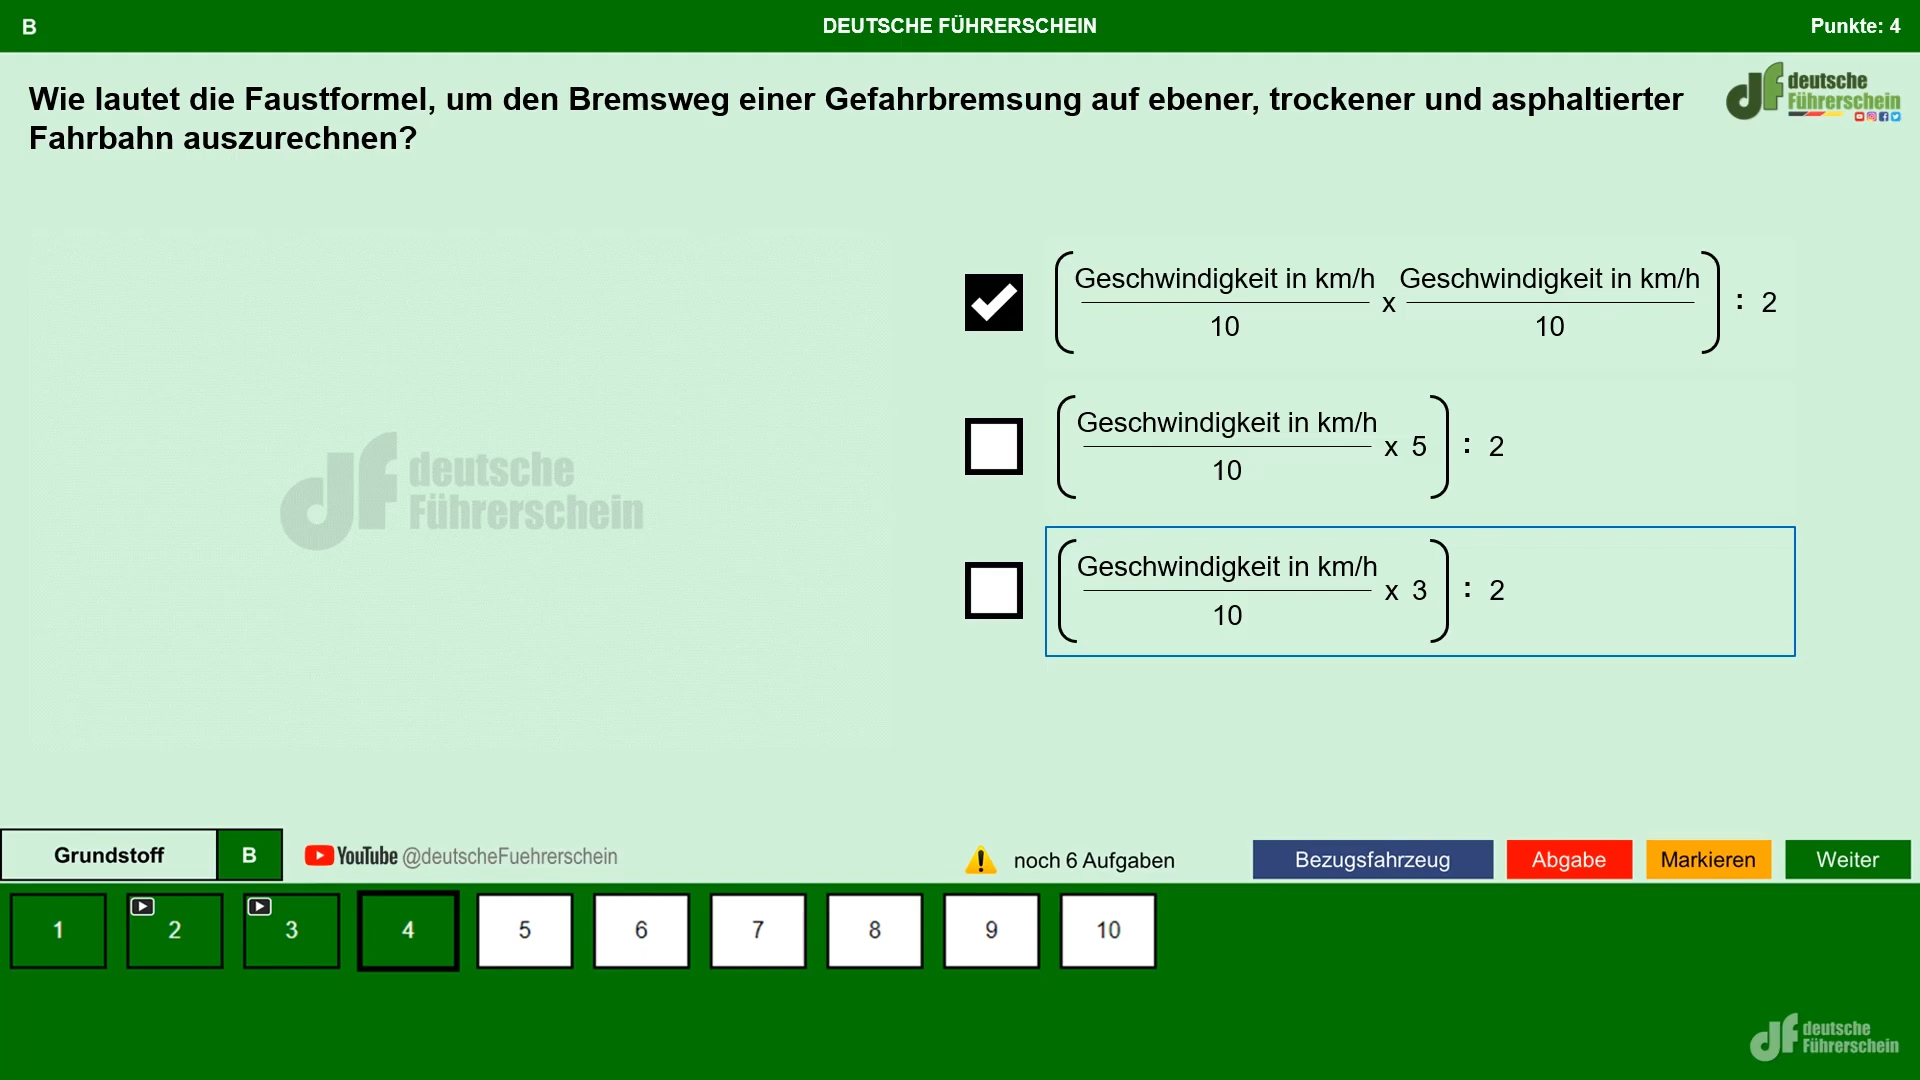 B
DEUTSCHE FÜHRERSCHEIN
Punkte: 4
Wie lautet die Faustformel, um den Bremsweg einer Gefahrbremsung auf ebener, trockener und asphaltierter
Fahrbahn auszurechnen?
deutsche
Führerschein
Geschwindigkeit in km/h x Geschwindigkeit in km/h : 2
10 10
Geschwindigkeit in km/h x 5 : 2
10
Geschwindigkeit in km/h x 3 : 2
10
df deutsche
Führerschein
Grundstoff B
YouTube @deutscheFuehrerschein
noch 6 Aufgaben
Bezugsfahrzeug
Abgabe
Markieren
Weiter
1 2 3 4 5 6 7 8 9 10
df deutsche
Führerschein